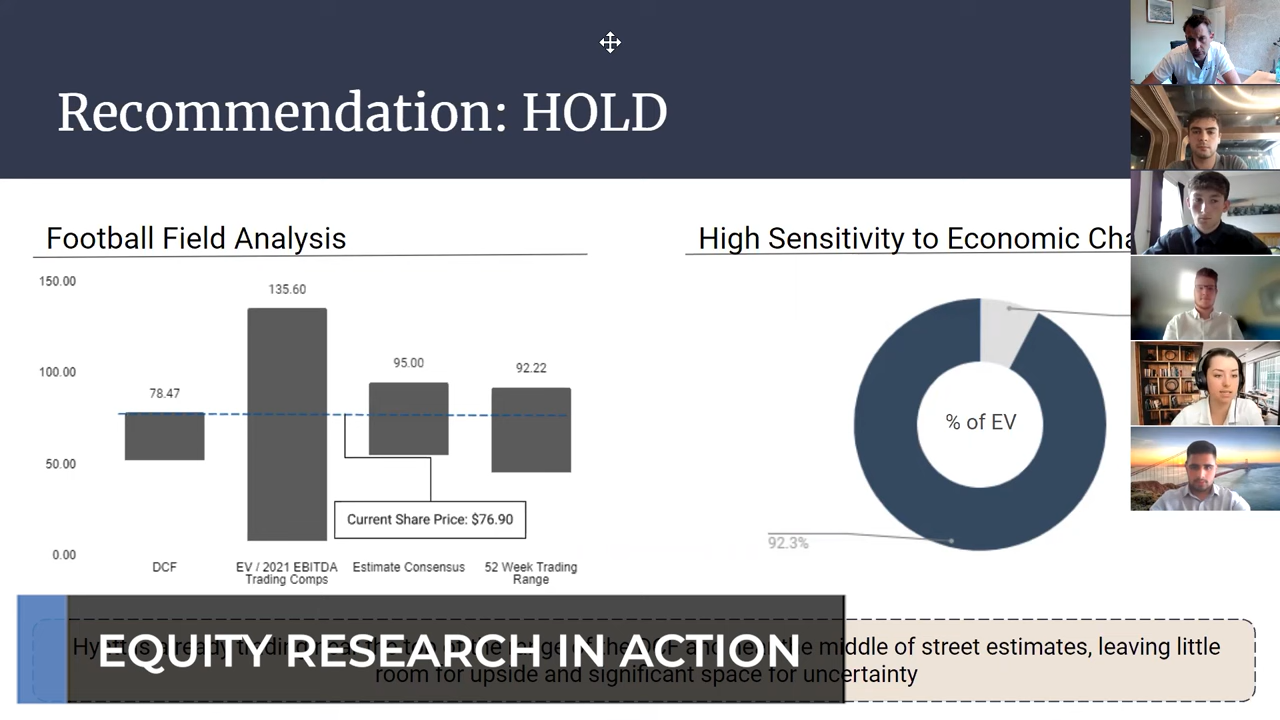 Recommendation: HOLD
Football Field Analysis
High Sensitivity to Economic
150.00
100.00
50.00
0.00
135.60
95.00
92.22
78.47
Current Share Price: $76.90
DCF
EV / 2021 EBITDA
Trading Comps
Estimate Consensus
52 Week Trading
Range
% of EV
92.3%
EQUITY RESEARCH IN ACTION
middle of street estimates, leaving little
room for upside and significant space for uncertainty